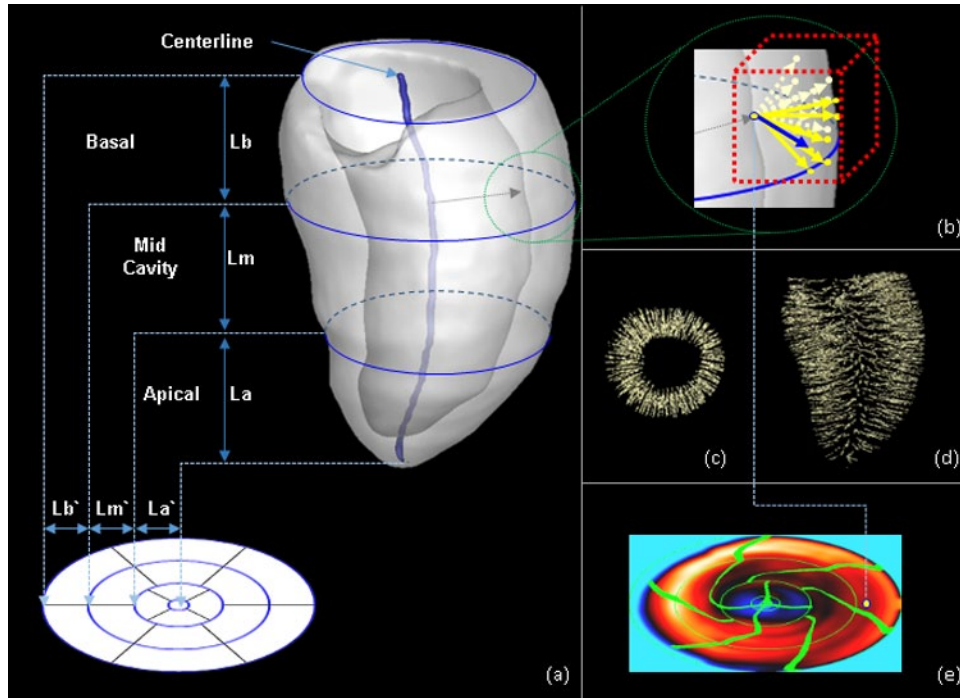 Centerline
Basal
Lb
Mid
Cavity
Lm
Apical
La
Lb`
Lm`
La`
(a)
(b)
(c)
(d)
(e)